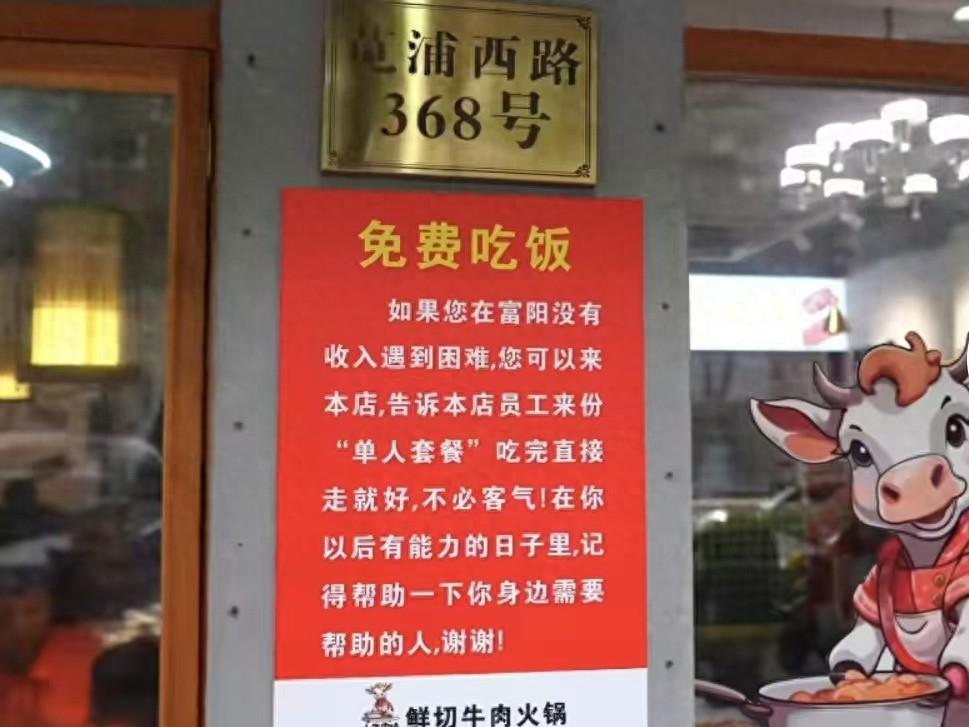 苋浦西路
368号
免费吃饭
如果您在富阳没有
收入遇到困难,您可以来
本店,告诉本店员工来份
“单人套餐”吃完直接
走就好,不必客气!在你
以后有能力的日子里,记
得帮助一下你身边需要
帮助的人,谢谢!
鲜切牛肉火锅